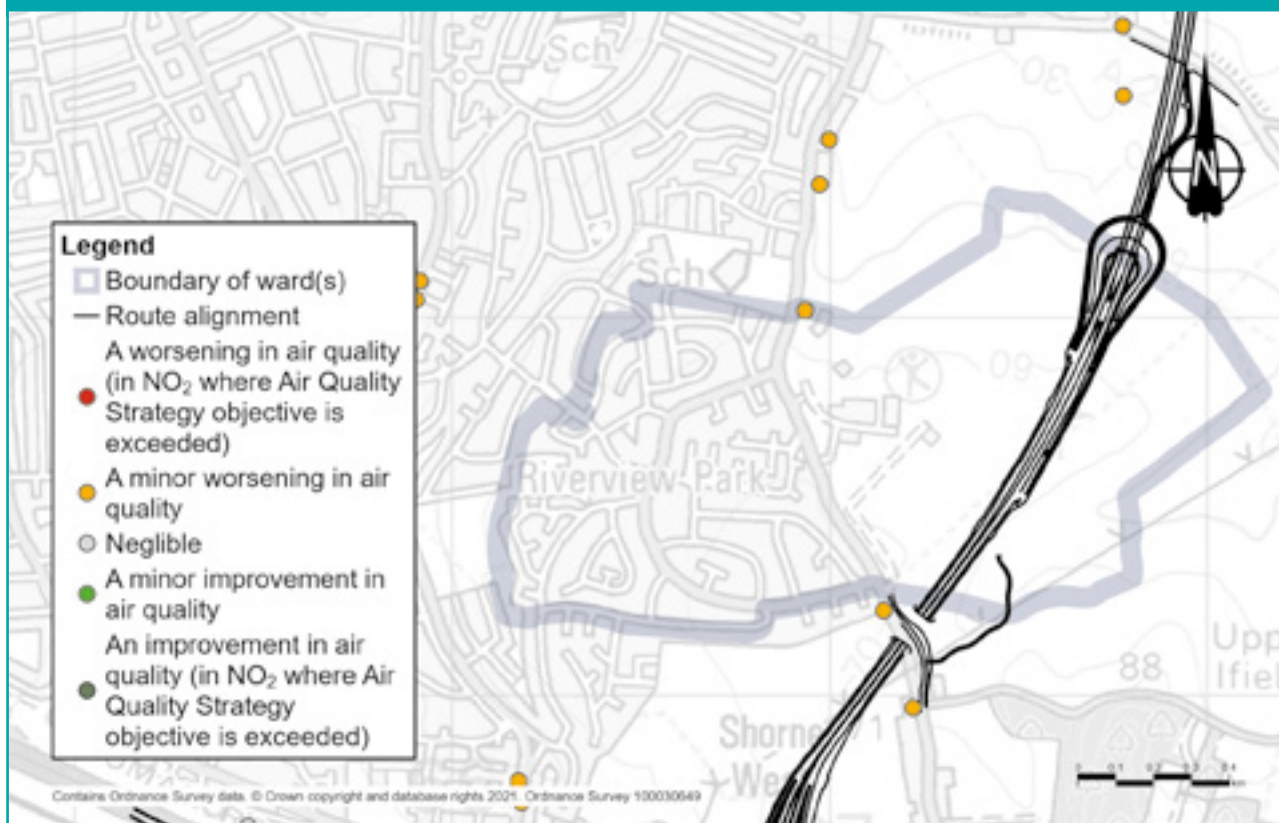 Sch
30
N
Legend
Boundary of ward(s)
Route alignment
A worsening in air quality
(in NO₂ where Air Quality
Strategy objective is
exceeded)
A minor worsening in air
quality
Neglible
A minor improvement in
air quality
An improvement in air
quality (in NO₂ where Air
Quality Strategy
objective is exceeded)
Sch
60
Riverview Park
88
Contains Ordnance Survey data. © Crown copyright and database rights 2021. Ordnance Survey 100030649